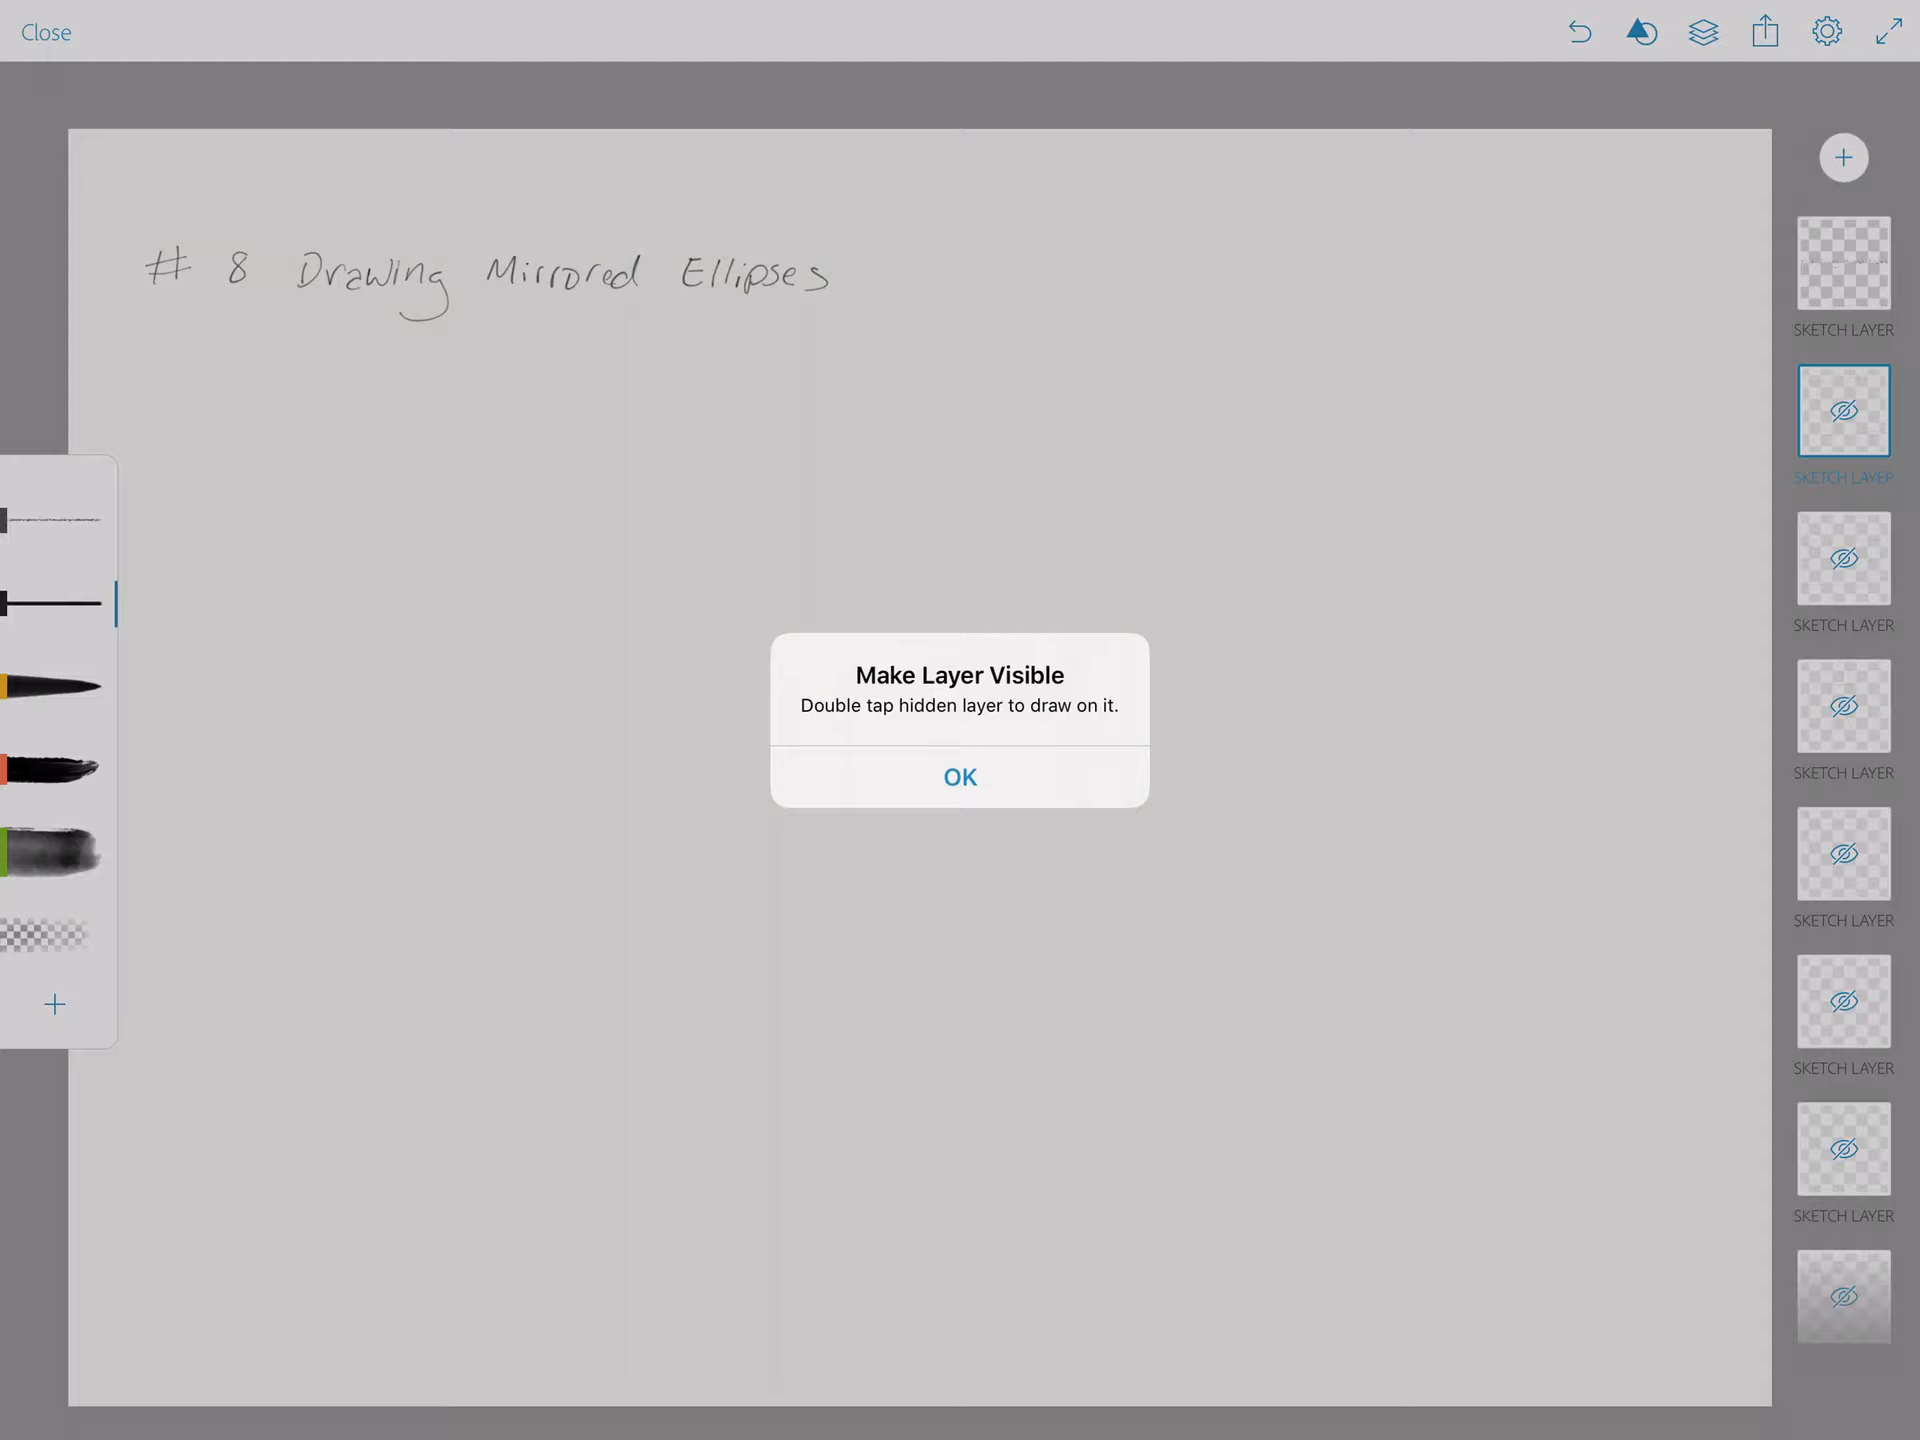 Close
# 8 Drawing Mirrored Ellipses
SKETCH LAYER
SKETCH LAYER
SKETCH LAYER
Make Layer Visible
Double tap hidden layer to draw on it.
OK
SKETCH LAYER
SKETCH LAYER
SKETCH LAYER
SKETCH LAYER